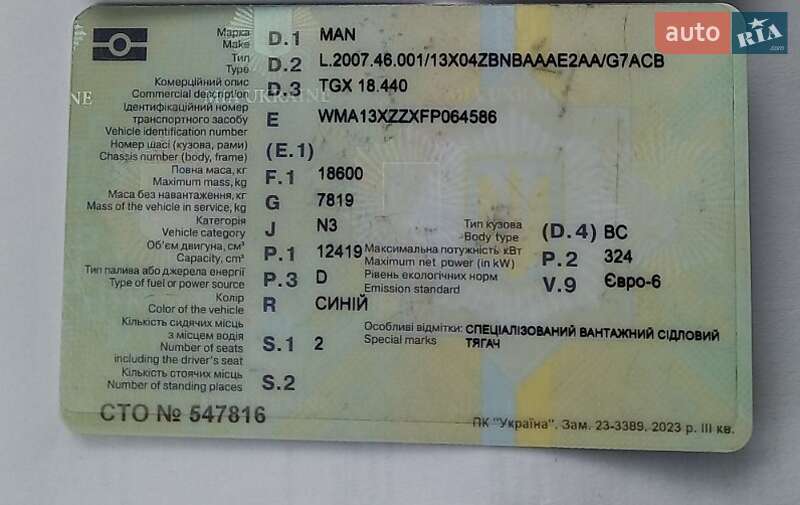 auto RIA .com
Марка
Make
D.1 MAN
Тип
Type
D.2 L.2007.46.001/13X04ZBNBAAAE2AA/G7ACB
Комерційний опис
Commercial description
D.3 TGX 18.440
Ідентифікаційний номер
транспортного засобу
Vehicle identification number
E WMA13XZZXFP064586
Номер шасі (кузова, рами)
Chassis number (body, frame)
(E.1)
Повна маса, кг
Maximum mass, kg
F.1 18600
Маса без навантаження, кг
Mass of the vehicle in service, kg
G 7819
Категорія
Vehicle category
J N3
Тип кузова
Body type
(D.4) BC
Об'єм двигуна, см³
Capacity, cm³
P.1 12419
Максимальна потужність кВт
Maximum net power (in kW)
P.2 324
Тип палива або джерела енергії
Type of fuel or power source
P.3 D
Рівень екологічних норм
Emission standard
V.9 Євро-6
Колір
Color of the vehicle
R СИНІЙ
Кількість сидячих місць
з місцем водія
Number of seats
including the driver's seat
S.1 2
Особливі відмітки: СПЕЦІАЛІЗОВАНИЙ ВАНТАЖНИЙ СІДЛОВИЙ
Special marks ТЯГАЧ
Кількість стоячих місць
Number of standing places
S.2
СТО № 547816
ПК "Україна". Зам. 23-3389. 2023 р. III кв.